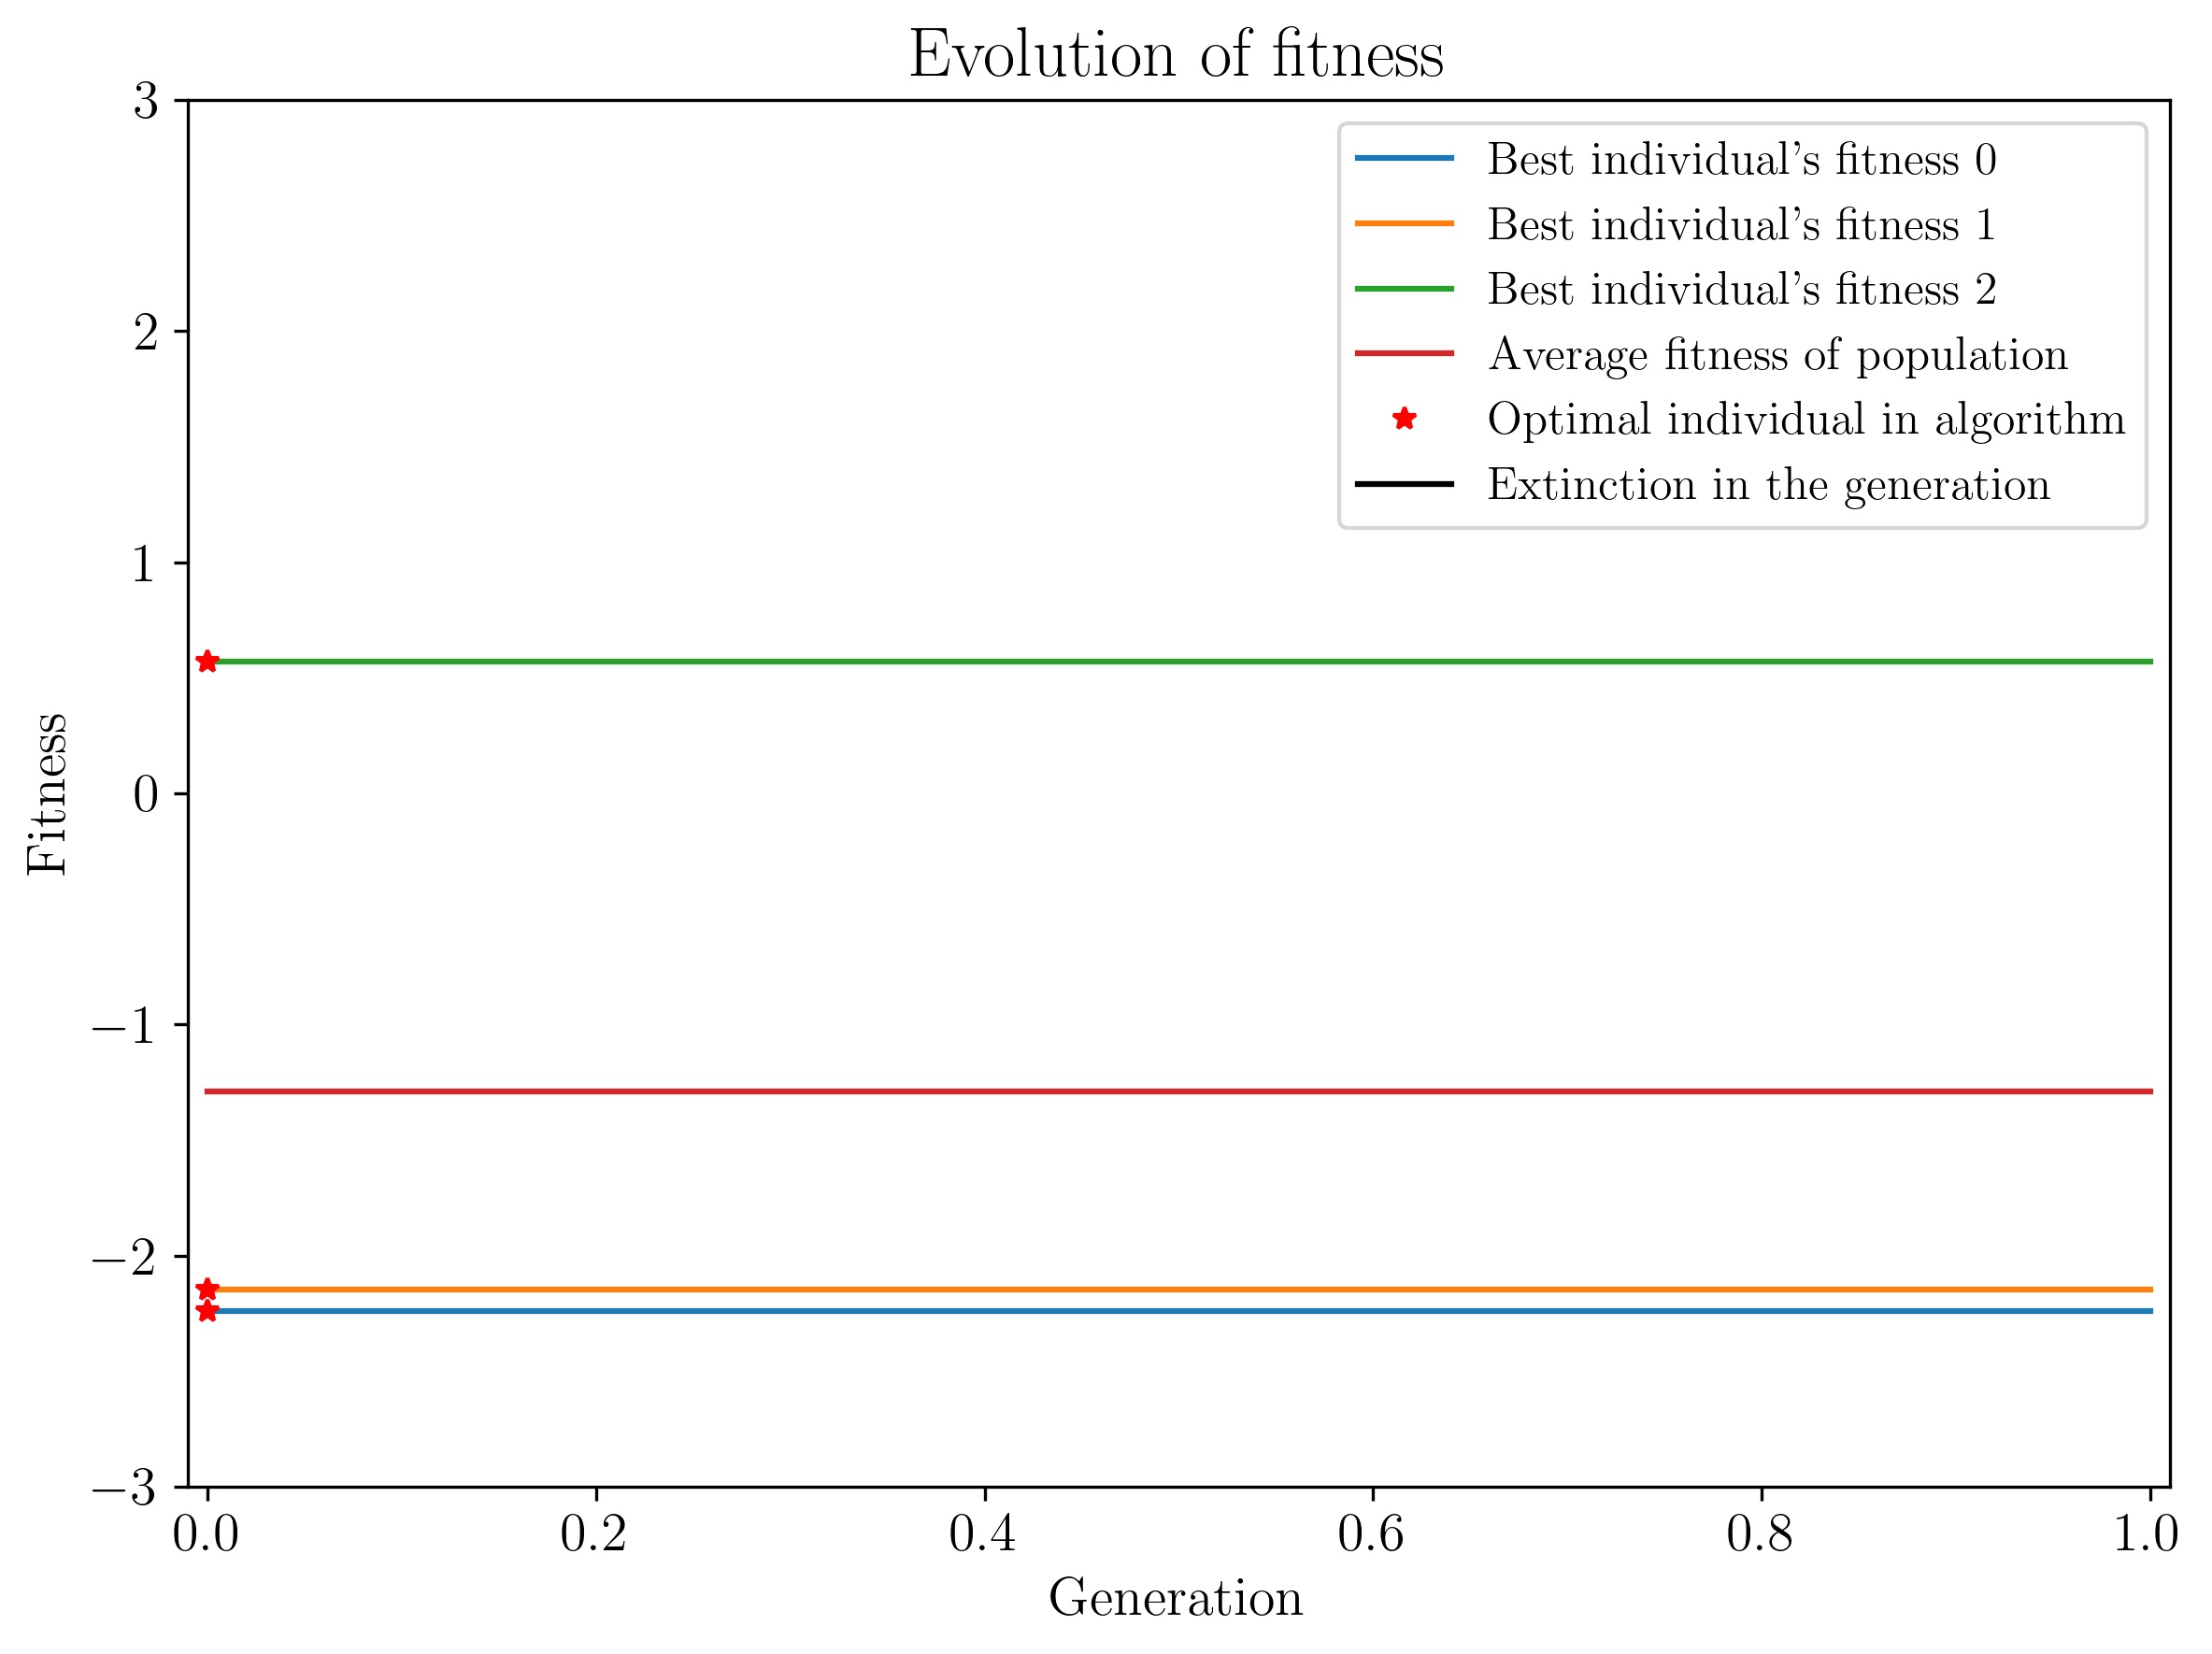 Evolution of fitness
3
2
1
0
−1
−2
−3
Fitness
Best individual's fitness 0
Best individual's fitness 1
Best individual's fitness 2
Average fitness of population
Optimal individual in algorithm
Extinction in the generation
0.0 0.2 0.4 0.6 0.8 1.0
Generation